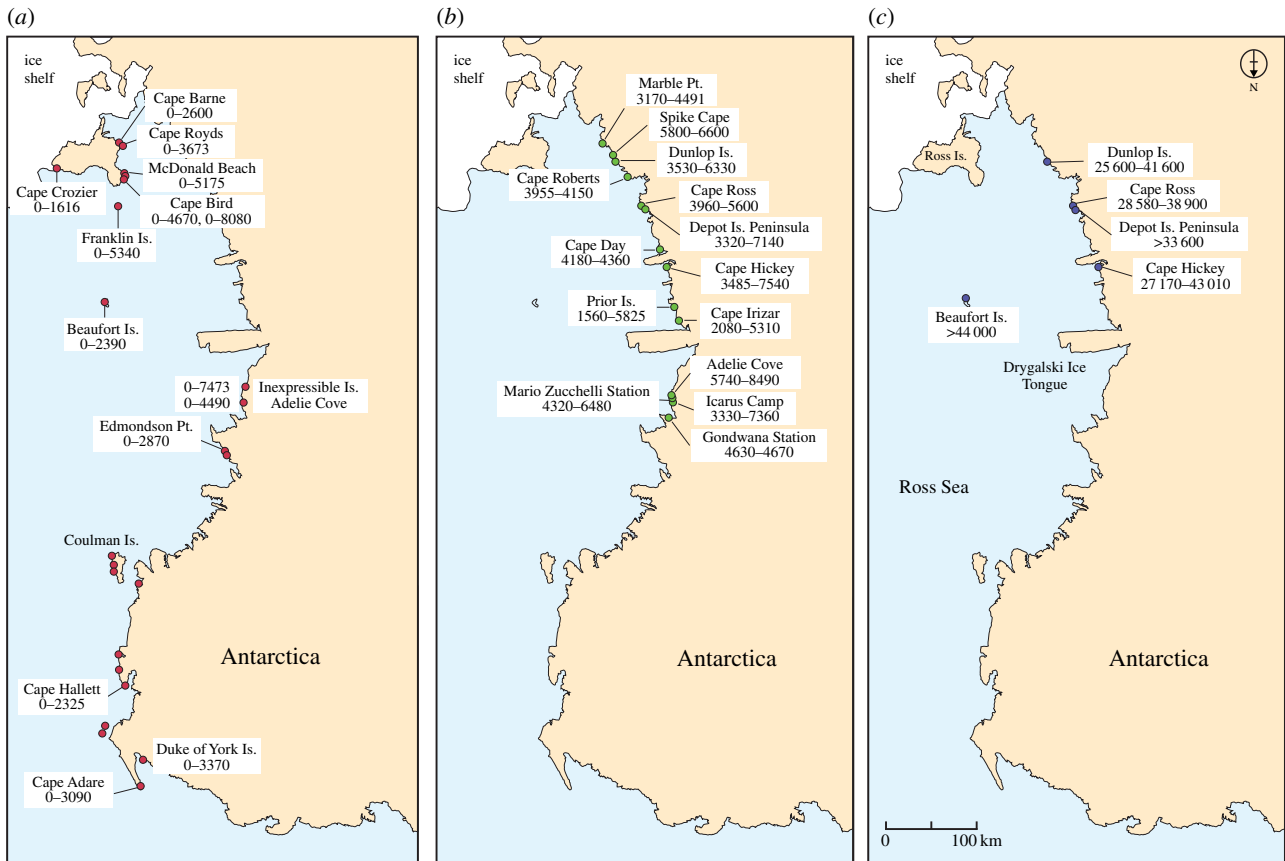 (a)
ice
shelf
Cape Barne
0–2600
Cape Royds
0–3673
McDonald Beach
0–5175
Cape Crozier
0–1616
Cape Bird
0–4670, 0–8080
Franklin Is.
0–5340
Beaufort Is.
0–2390
0–7473 Inexpressible Is.
0–4490 Adelie Cove
Edmondson Pt.
0–2870
Coulman Is.
Antarctica
Cape Hallett
0–2325
Duke of York Is.
0–3370
Cape Adare
0–3090
(b)
Marble Pt.
3170–4491
Spike Cape
5800–6600
Dunlop Is.
3530–6330
Cape Roberts
3955–4150
Cape Ross
3960–5600
Depot Is. Peninsula
3320–7140
Cape Day
4180–4360
Cape Hickey
3485–7540
Prior Is.
1560–5825
Cape Irizar
2080–5310
Adelie Cove
5740–8490
Mario Zucchelli Station
4320–6480
Icarus Camp
3330–7360
Gondwana Station
4630–4670
Antarctica
(c)
ice
shelf
N
Ross Is.
Dunlop Is.
25 600–41 600
Cape Ross
28 580–38 900
Depot Is. Peninsula
>33 600
Cape Hickey
27 170–43 010
Beaufort Is.
>44 000
Drygalski Ice
Tongue
Ross Sea
Antarctica
0 100 km